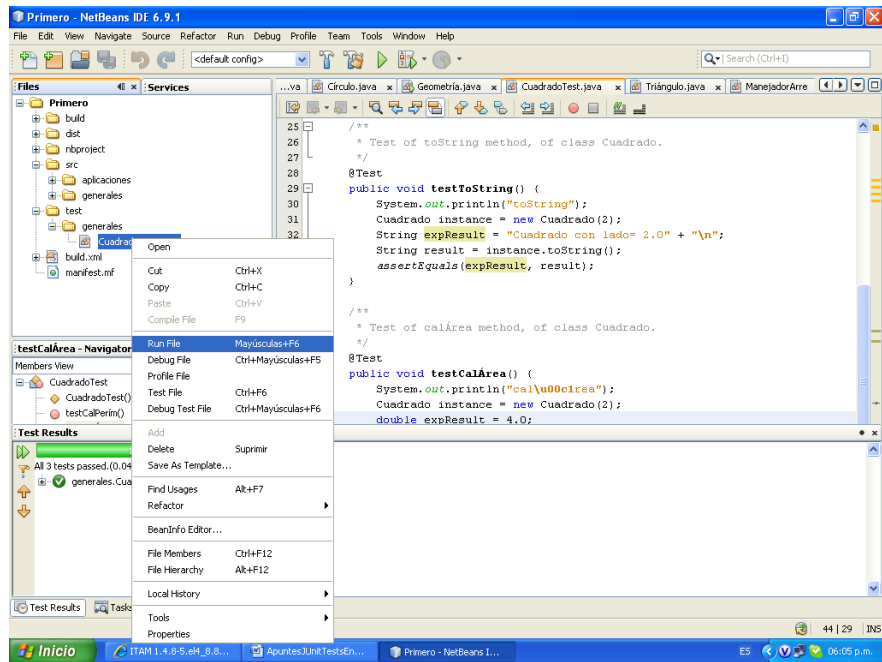 Primero - NetBeans IDE 6.9.1
File Edit View Navigate Source Refactor Run Debug Profile Team Tools Window Help
<default config>
Search (Ctrl+I)
Files
Services
...va
Círculo.java
Geometría.java
CuadradoTest.java
Triángulo.java
ManejadorArre
Primero
build
dist
nbproject
src
aplicaciones
generales
test
generales
Cuadrad
build.xml
manifest.mf
25 /**
26 * Test of toString method, of class Cuadrado.
27 */
28 @Test
29 public void testToString() {
30 System.out.println("toString");
31 Cuadrado instance = new Cuadrado(2);
32 String expResult = "Cuadrado con lado= 2.0" + "\n";
String result = instance.toString();
assertEquals(expResult, result);
}
/**
* Test of calÁrea method, of class Cuadrado.
*/
@Test
public void testCalÁrea() {
System.out.println("cal\u00c1rea");
Cuadrado instance = new Cuadrado(2);
double expResult = 4.0;
Open
Cut Ctrl+X
Copy Ctrl+C
Paste Ctrl+V
Compile File F9
Run File Mayúsculas+F6
Debug File Ctrl+Mayúsculas+F5
Profile File
Test File Ctrl+F6
Debug Test File Ctrl+Mayúsculas+F6
Add
Delete Suprimir
Save As Template...
Find Usages Alt+F7
Refactor
BeanInfo Editor...
File Members Ctrl+F12
File Hierarchy Alt+F12
Local History
Tools
Properties
testCalÁrea - Navigator
Members View
CuadradoTest
CuadradoTest()
testCalPerím()
Test Results
All 3 tests passed.(0.04
generales.Cua
Test Results
Tasks
44 | 29 INS
Inicio
ITAM 1.4.8-5.el4_8.8...
ApuntesJUnitTestsEn...
Primero - NetBeans I...
ES
06:05 p.m.